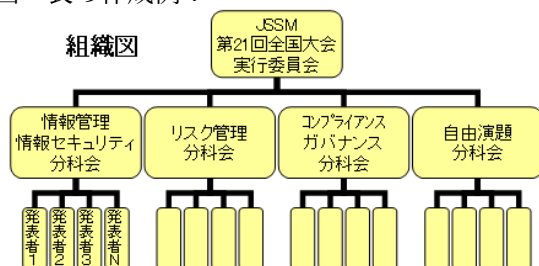 組織図
JSSM
第21回全国大会
実行委員会
情報管理
情報セキュリティ
分科会
リスク管理
分科会
コンプライアンス
ガバナンス
分科会
自由演題
分科会
発表者1
発表者2
発表者3
発表者N